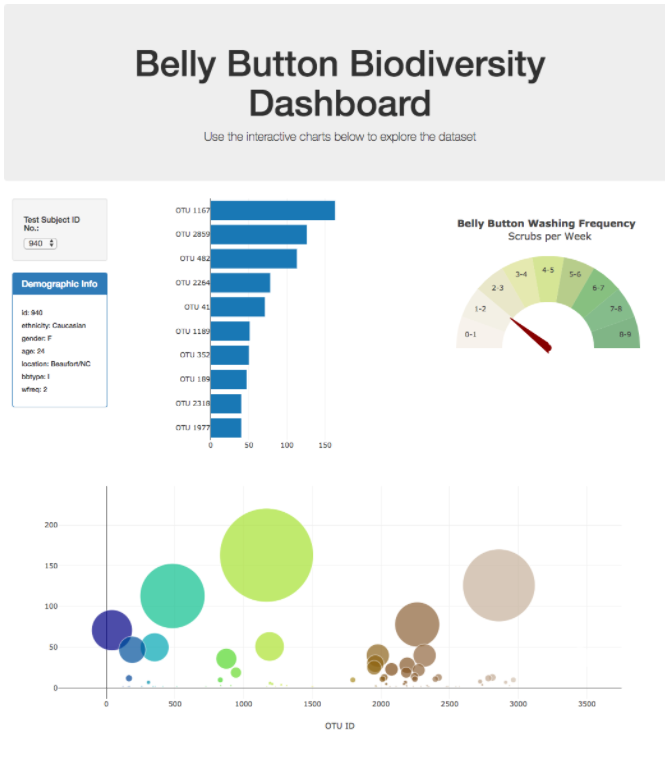 Belly Button Biodiversity
Dashboard
Use the interactive charts below to explore the dataset
Test Subject ID
No.:
940
Demographic Info
id: 940
ethnicity: Caucasian
gender: F
age: 24
location: Beaufort/NC
bbtype: I
wfreq: 2
OTU 1167
OTU 2859
OTU 482
OTU 2264
OTU 41
OTU 1189
OTU 352
OTU 189
OTU 2318
OTU 1977
0 50 100 150
Belly Button Washing Frequency
Scrubs per Week
0-1
1-2
2-3
3-4
4-5
5-6
6-7
7-8
8-9
200
150
100
50
0
0 500 1000 1500 2000 2500 3000 3500
OTU ID